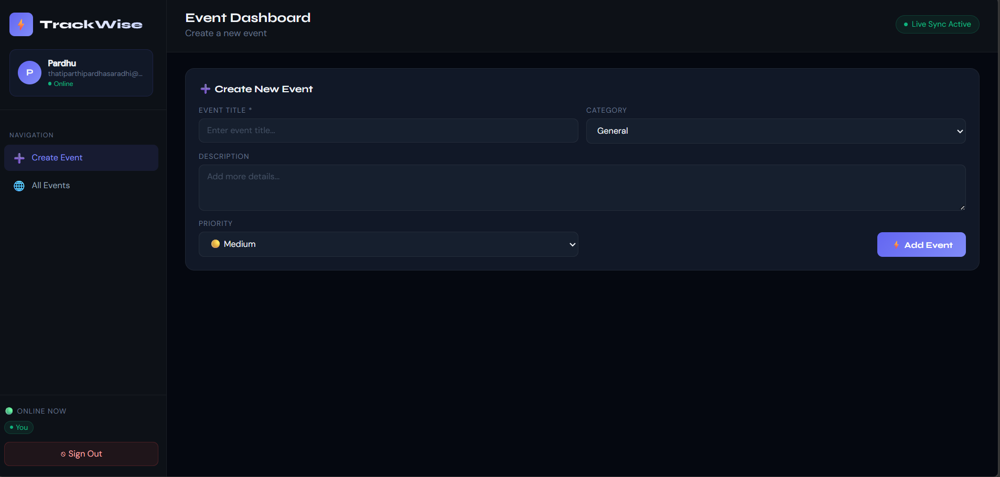 TrackWise
P
Pardhu
thatiparthipardhasaradhi@...
Online
NAVIGATION
Create Event
All Events
ONLINE NOW
You
Sign Out
Event Dashboard
Create a new event
Live Sync Active
Create New Event
EVENT TITLE *
CATEGORY
Enter event title...
General
DESCRIPTION
Add more details...
PRIORITY
Medium
Add Event